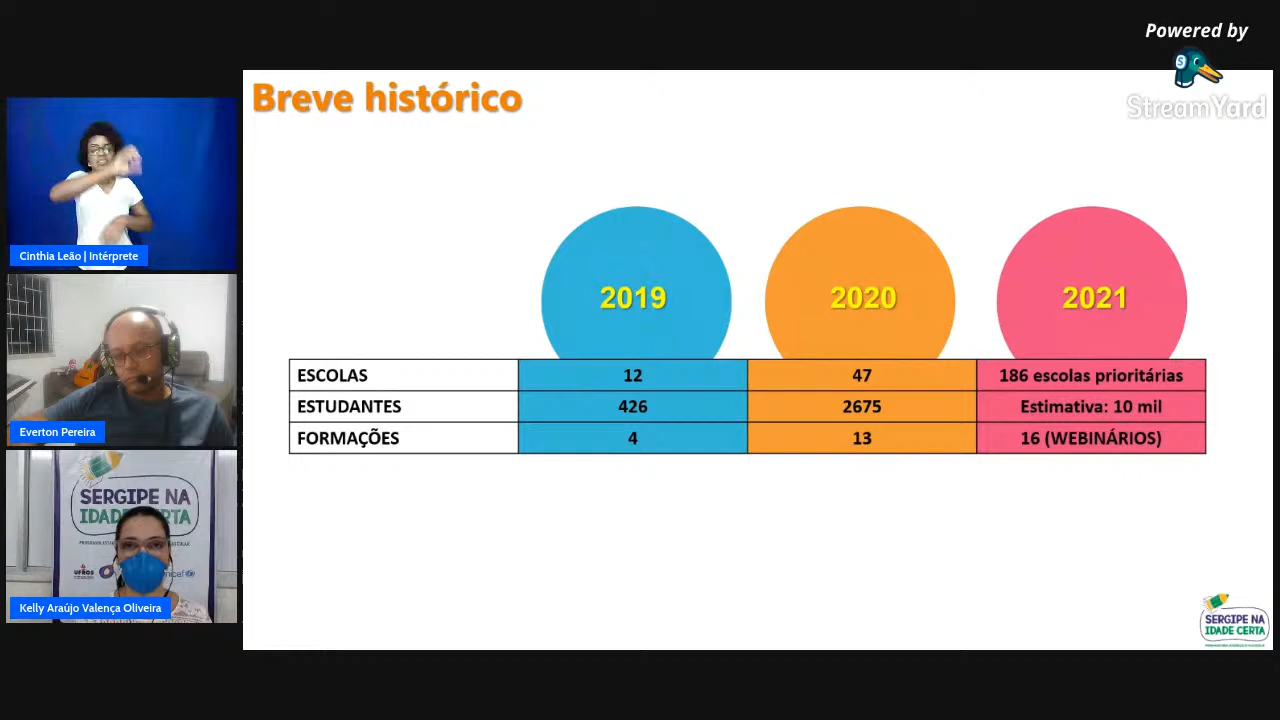 Powered by
StreamYard
Breve histórico
2019
2020
2021
ESCOLAS 12 47 186 escolas prioritárias
ESTUDANTES 426 2675 Estimativa: 10 mil
FORMAÇÕES 4 13 16 (WEBINÁRIOS)
Cinthia Leão | Intérprete
Everton Pereira
SERGIPE NA
IDADE CERTA
UFRGS
Kelly Araújo Valença Oliveira
SERGIPE NA
IDADE CERTA